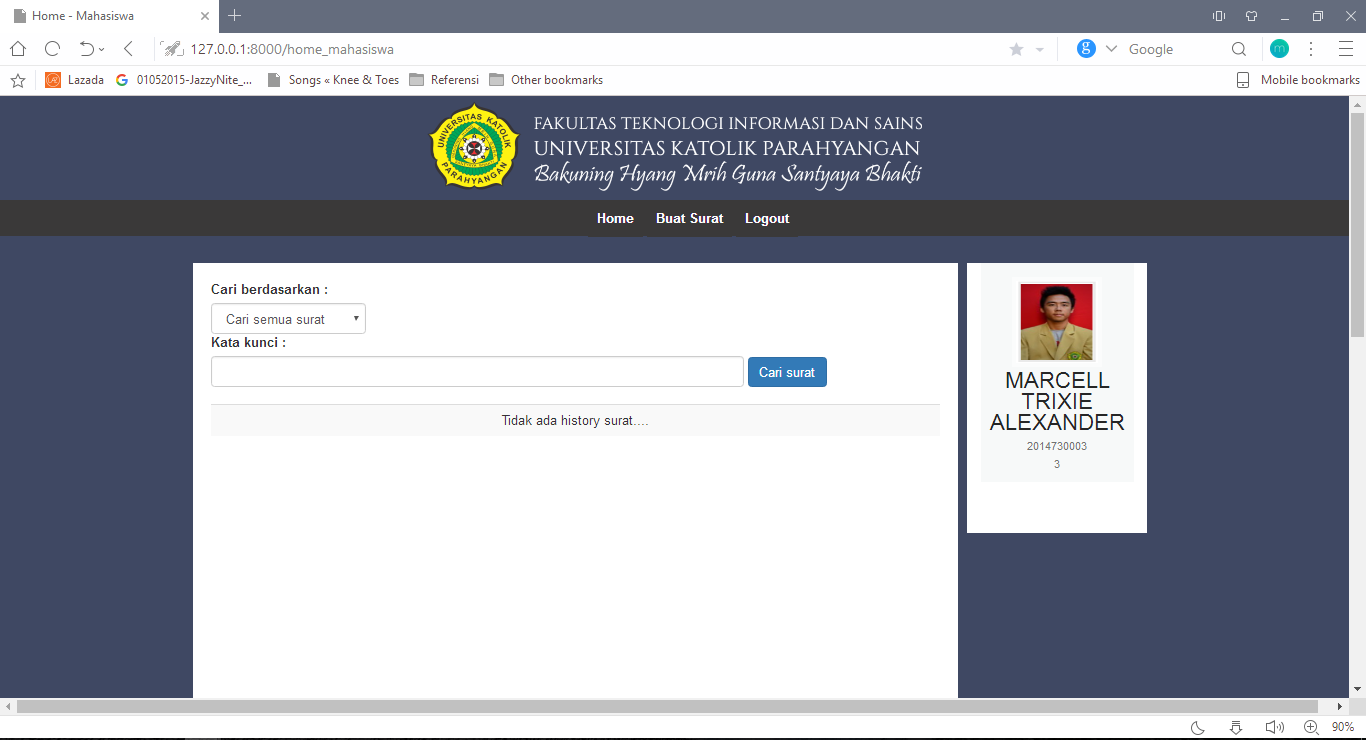 Home - Mahasiswa
127.0.0.1:8000/home_mahasiswa
g
Google
m
Lazada
01052015-JazzyNite_...
Songs « Knee & Toes
Referensi
Other bookmarks
Mobile bookmarks
UNIVERSITAS KATOLIK
PARAHYANGAN
FAKULTAS TEKNOLOGI INFORMASI DAN SAINS
UNIVERSITAS KATOLIK PARAHYANGAN
Bakuning Hyang Mrih Guna Santyaya Bhakti
Home
Buat Surat
Logout
Cari berdasarkan :
Cari semua surat
Kata kunci :
Cari surat
Tidak ada history surat....
MARCELL
TRIXIE
ALEXANDER
2014730003
3
90%